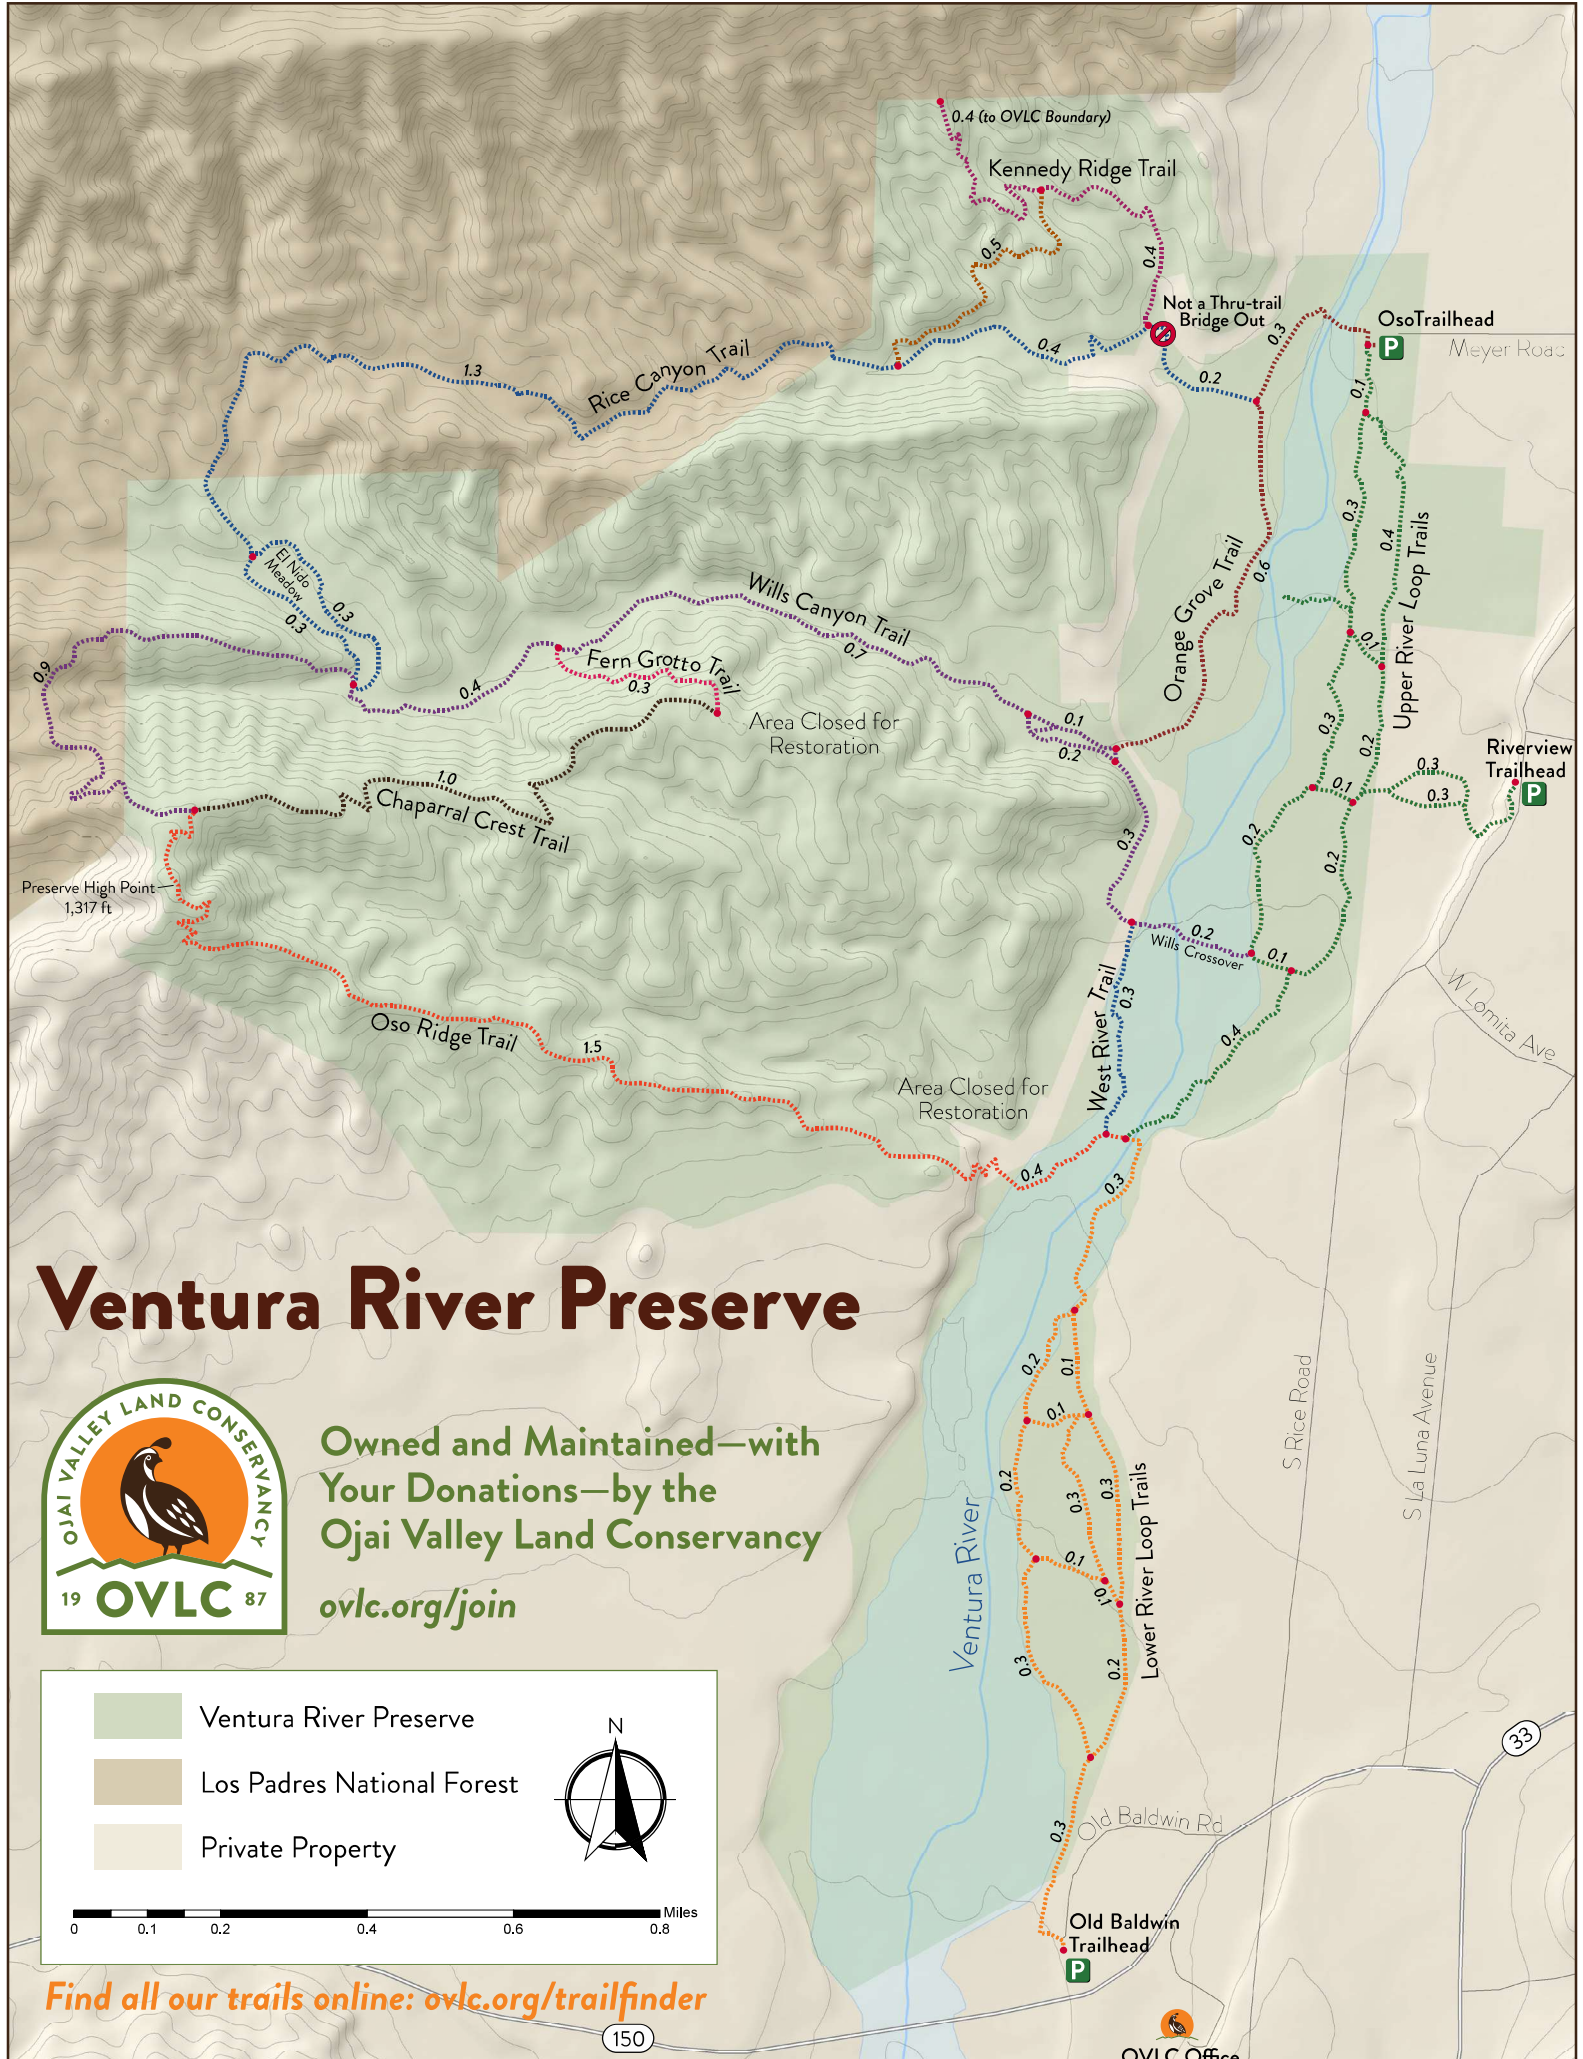 0.4 (to OVLC Boundary)
Kennedy Ridge Trail
0.5
0.4
Not a Thru-trail
Bridge Out
0.3
OsoTrailhead
P
Meyer Road
0.1
0.4
0.2
1.3
Rice Canyon Trail
0.3
0.4
Upper River Loop Trails
0.6
Orange Grove Trail
El Nido
Meadow
0.3
0.3
Wills Canyon Trail
0.7
0.1
0.9
0.4
Fern Grotto Trail
0.3
Area Closed for
Restoration
0.1
0.2
0.3
0.2
Riverview
Trailhead
P
0.3
0.3
0.1
1.0
Chaparral Crest Trail
0.3
0.2
0.2
Preserve High Point
1,317 ft
0.2
Wills Crossover
0.1
W Lomita Ave
Oso Ridge Trail
1.5
West River Trail
0.3
0.4
Area Closed for
Restoration
0.4
0.3
Ventura River Preserve
0.2
0.1
0.1
S Rice Road
S La Luna Avenue
OJAI VALLEY LAND CONSERVANCY
19 OVLC 87
Owned and Maintained—with
Your Donations—by the
Ojai Valley Land Conservancy
ovlc.org/join
0.2
0.3
0.3
0.1
0.1
Lower River Loop Trails
Ventura River
0.3
0.2
Ventura River Preserve
Los Padres National Forest
Private Property
N
0 0.1 0.2 0.4 0.6 0.8
Miles
33
Old Baldwin Rd
0.3
Old Baldwin
Trailhead
P
Find all our trails online: ovlc.org/trailfinder
150
OVLC Office